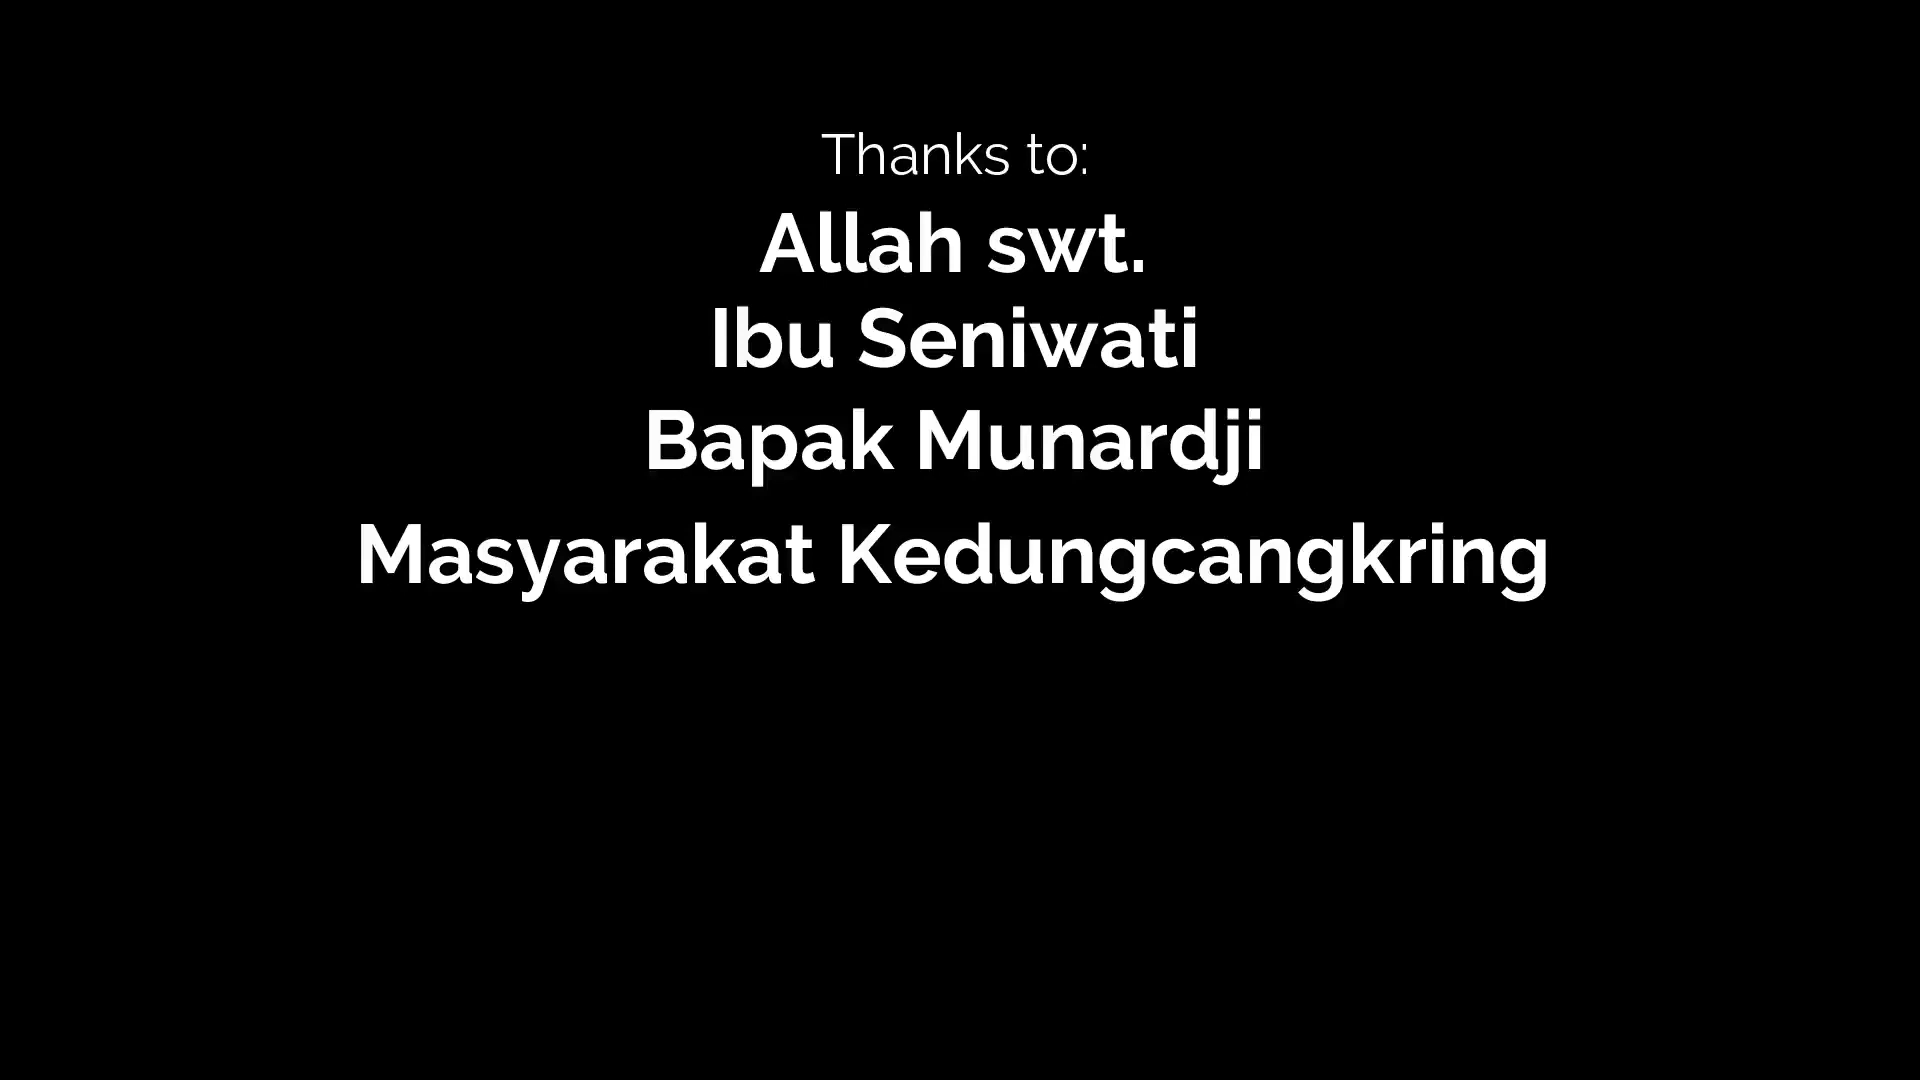 Thanks to:
Allah swt.
Ibu Seniwati
Bapak Munardji
Masyarakat Kedungcangkring